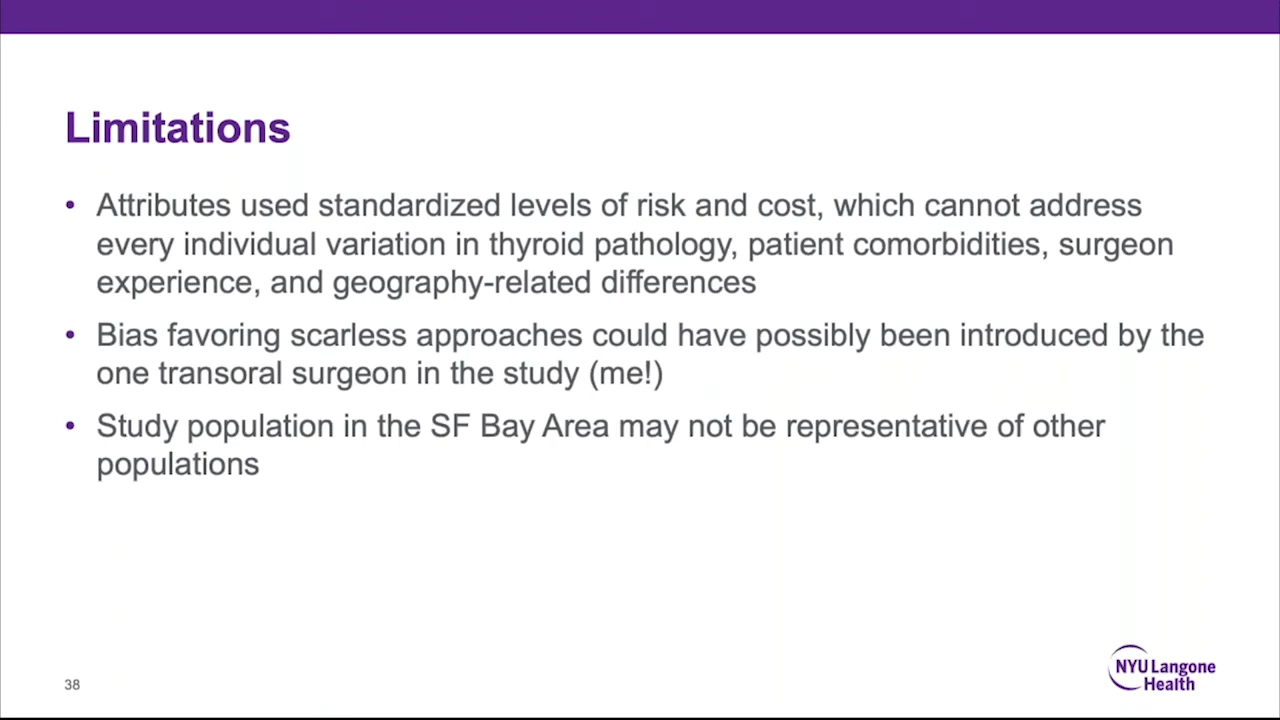 Limitations
• Attributes used standardized levels of risk and cost, which cannot address
every individual variation in thyroid pathology, patient comorbidities, surgeon
experience, and geography-related differences
• Bias favoring scarless approaches could have possibly been introduced by the
one transoral surgeon in the study (me!)
• Study population in the SF Bay Area may not be representative of other
populations
38
NYU Langone
Health